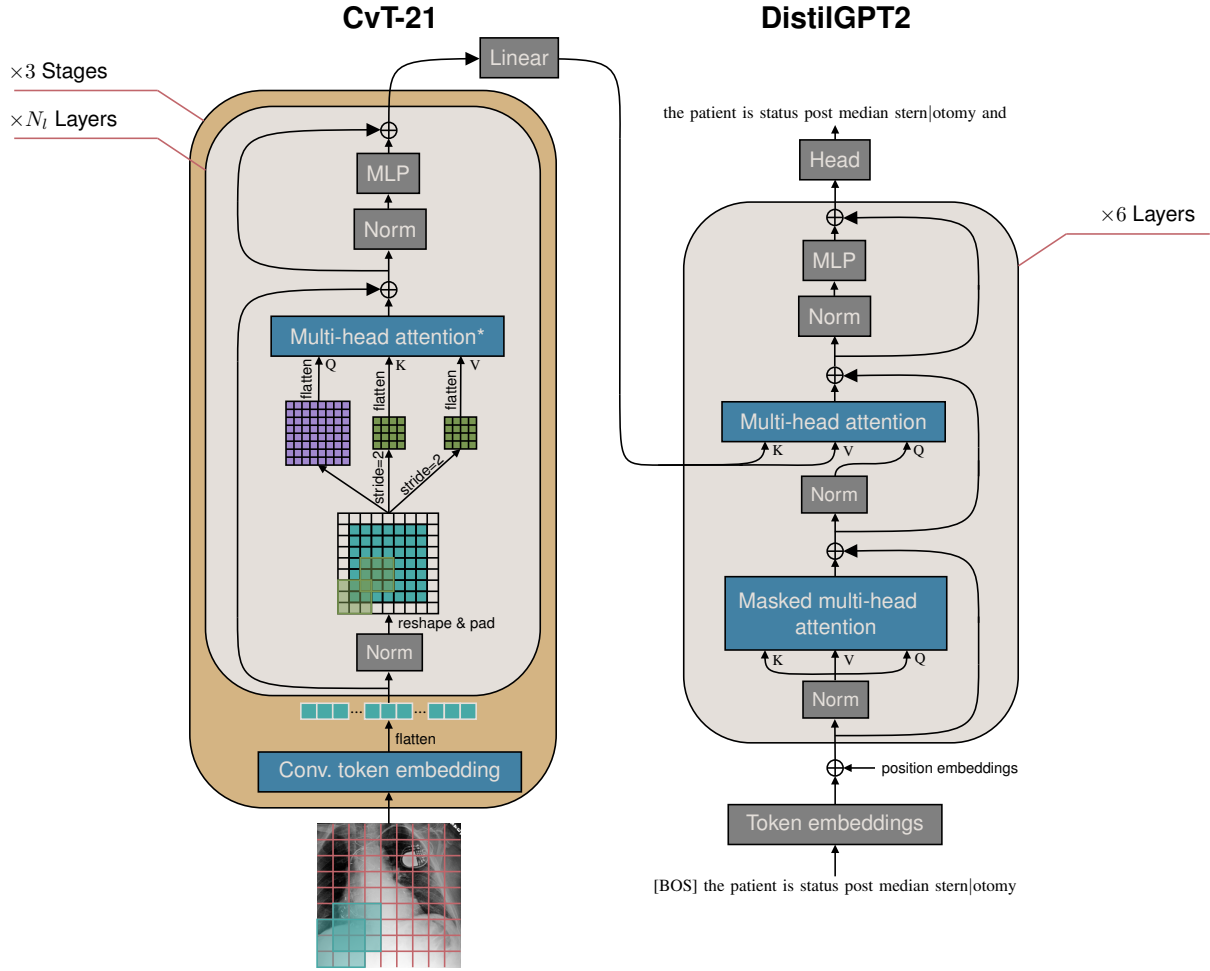 CvT-21
DistilGPT2
×3 Stages
×N_l Layers
Linear
MLP
Norm
Multi-head attention*
Q
K
V
flatten
flatten
flatten
stride=2
stride=2
reshape & pad
Norm
...
...
flatten
Conv. token embedding
the patient is status post median stern|otomy and
Head
×6 Layers
MLP
Norm
Multi-head attention
K
V
Q
Norm
Masked multi-head
attention
K
V
Q
Norm
position embeddings
Token embeddings
[BOS] the patient is status post median stern|otomy